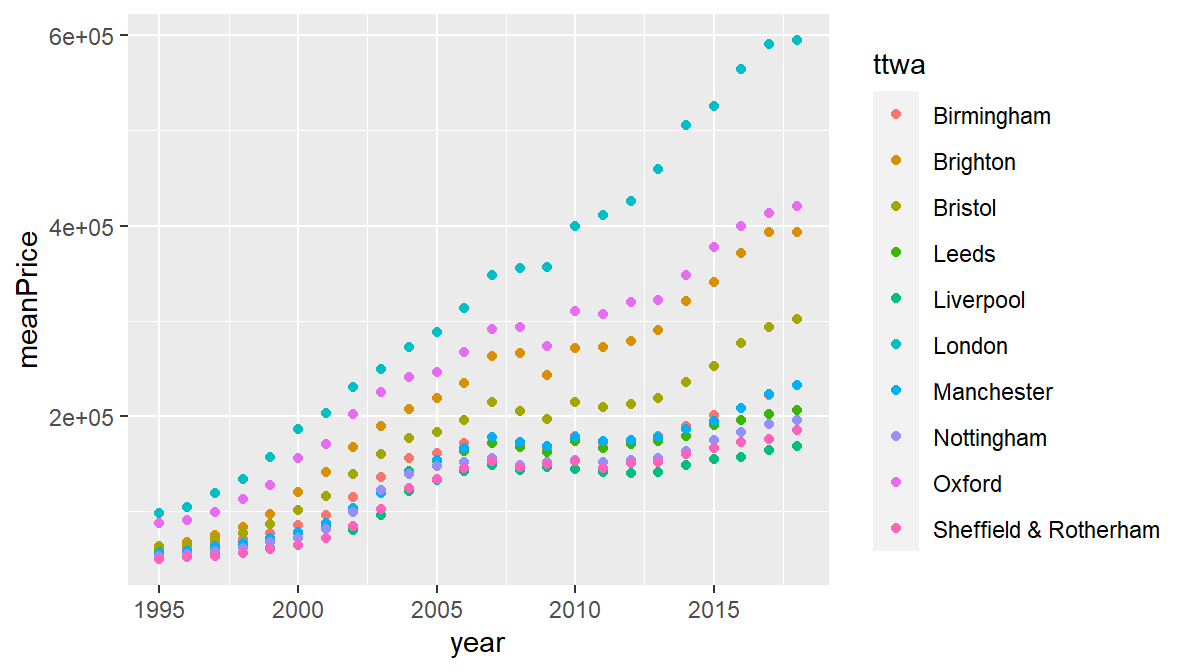 6e+05
4e+05
2e+05
meanPrice
1995
2000
2005
2010
2015
year
ttwa
Birmingham
Brighton
Bristol
Leeds
Liverpool
London
Manchester
Nottingham
Oxford
Sheffield & Rotherham